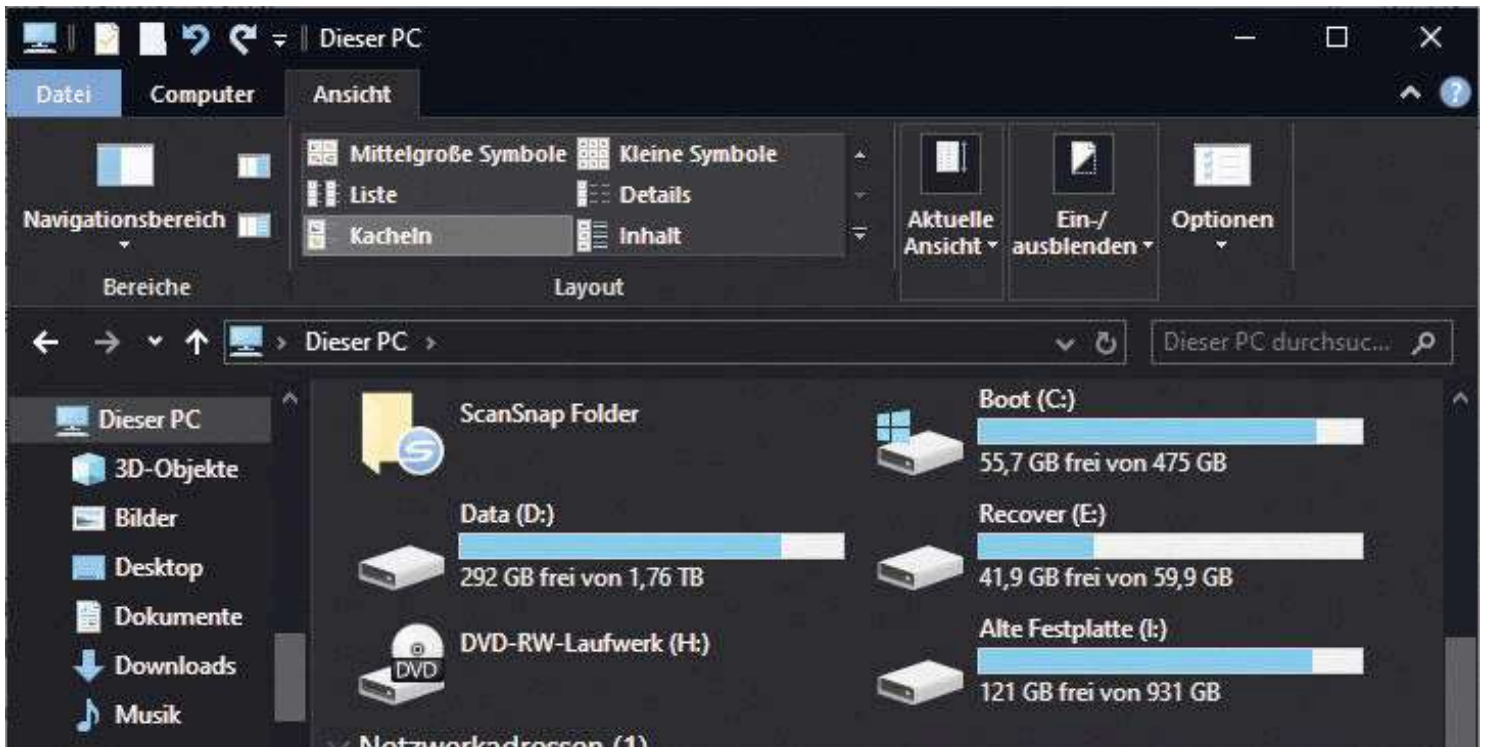 Dieser PC
Datei Computer Ansicht
Mittelgroße Symbole Kleine Symbole
Liste Details
Kacheln Inhalt
Navigationsbereich
Aktuelle Ansicht
Ein-/ ausblenden
Optionen
Bereiche Layout
Dieser PC
Dieser PC durchsuc...
Dieser PC
3D-Objekte
Bilder
Desktop
Dokumente
Downloads
Musik
ScanSnap Folder
Boot (C:)
55,7 GB frei von 475 GB
Data (D:)
292 GB frei von 1,76 TB
Recover (E:)
41,9 GB frei von 59,9 GB
DVD
DVD-RW-Laufwerk (H:)
Alte Festplatte (I:)
121 GB frei von 931 GB
Netzwerkadressen (1)